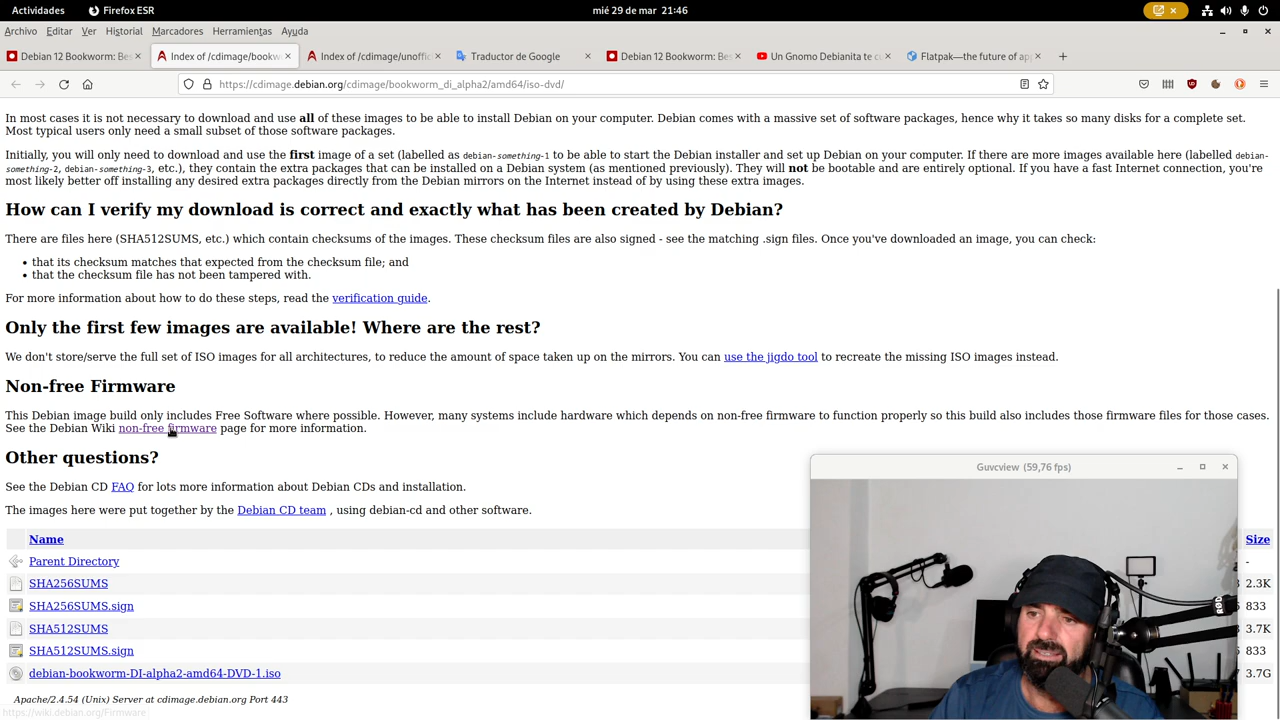 Actividades
Firefox ESR
mié 29 de mar 21:46
Archivo Editar Ver Historial Marcadores Herramientas Ayuda
Debian 12 Bookworm: Bes
Index of /cdimage/bookw
Index of /cdimage/unoffic
Traductor de Google
Debian 12 Bookworm: Bes
Un Gnomo Debianita te cu
Flatpak—the future of app
https://cdimage.debian.org/cdimage/bookworm_di_alpha2/amd64/iso-dvd/
In most cases it is not necessary to download and use all of these images to be able to install Debian on your computer. Debian comes with a massive set of software packages, hence why it takes so many disks for a complete set.
Most typical users only need a small subset of those software packages.
Initially, you will only need to download and use the first image of a set (labelled as debian-something-1 to be able to start the Debian installer and set up Debian on your computer. If there are more images available here (labelled debian-
something-2, debian-something-3, etc.), they contain the extra packages that can be installed on a Debian system (as mentioned previously). They will not be bootable and are entirely optional. If you have a fast Internet connection, you're
most likely better off installing any desired extra packages directly from the Debian mirrors on the Internet instead of by using these extra images.
How can I verify my download is correct and exactly what has been created by Debian?
There are files here (SHA512SUMS, etc.) which contain checksums of the images. These checksum files are also signed - see the matching .sign files. Once you've downloaded an image, you can check:
• that its checksum matches that expected from the checksum file; and
• that the checksum file has not been tampered with.
For more information about how to do these steps, read the verification guide.
Only the first few images are available! Where are the rest?
We don't store/serve the full set of ISO images for all architectures, to reduce the amount of space taken up on the mirrors. You can use the jigdo tool to recreate the missing ISO images instead.
Non-free Firmware
This Debian image build only includes Free Software where possible. However, many systems include hardware which depends on non-free firmware to function properly so this build also includes those firmware files for those cases.
See the Debian Wiki non-free firmware page for more information.
Other questions?
See the Debian CD FAQ for lots more information about Debian CDs and installation.
The images here were put together by the Debian CD team , using debian-cd and other software.
Guvcview (59,76 fps)
RØDE
Name Size
Parent Directory -
SHA256SUMS 2.3K
SHA256SUMS.sign 833
SHA512SUMS 3.7K
SHA512SUMS.sign 833
debian-bookworm-DI-alpha2-amd64-DVD-1.iso 3.7G
Apache/2.4.54 (Unix) Server at cdimage.debian.org Port 443
https://wiki.debian.org/Firmware